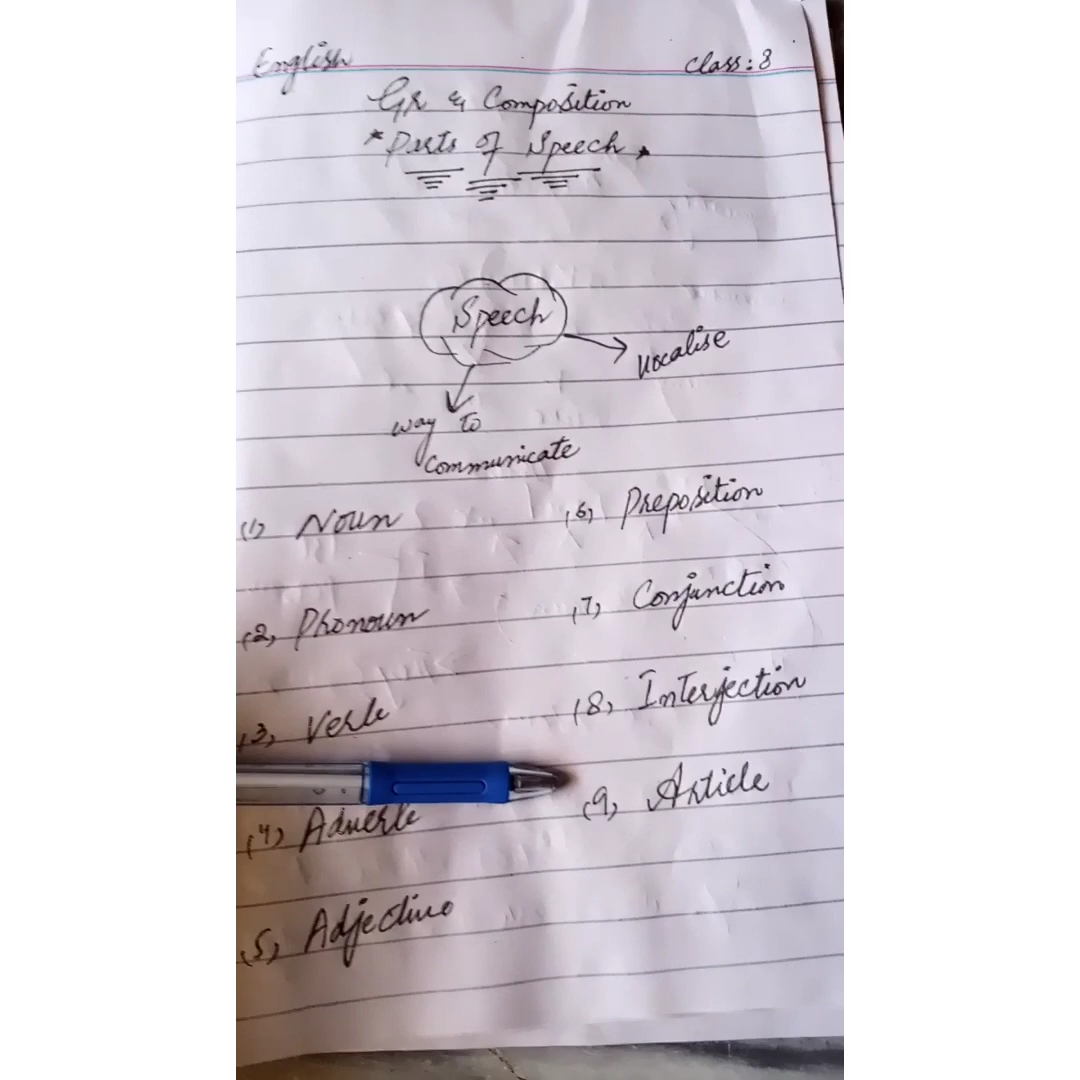 English
Class: 8
Gr & Composition
*Parts of Speech*
Speech
vocalise
way to
communicate
(1) Noun
(2) Pronoun
(3) Verb
(4) Adverb
(5) Adjective
(6) Preposition
(7) Conjunction
(8) Interjection
(9) Article